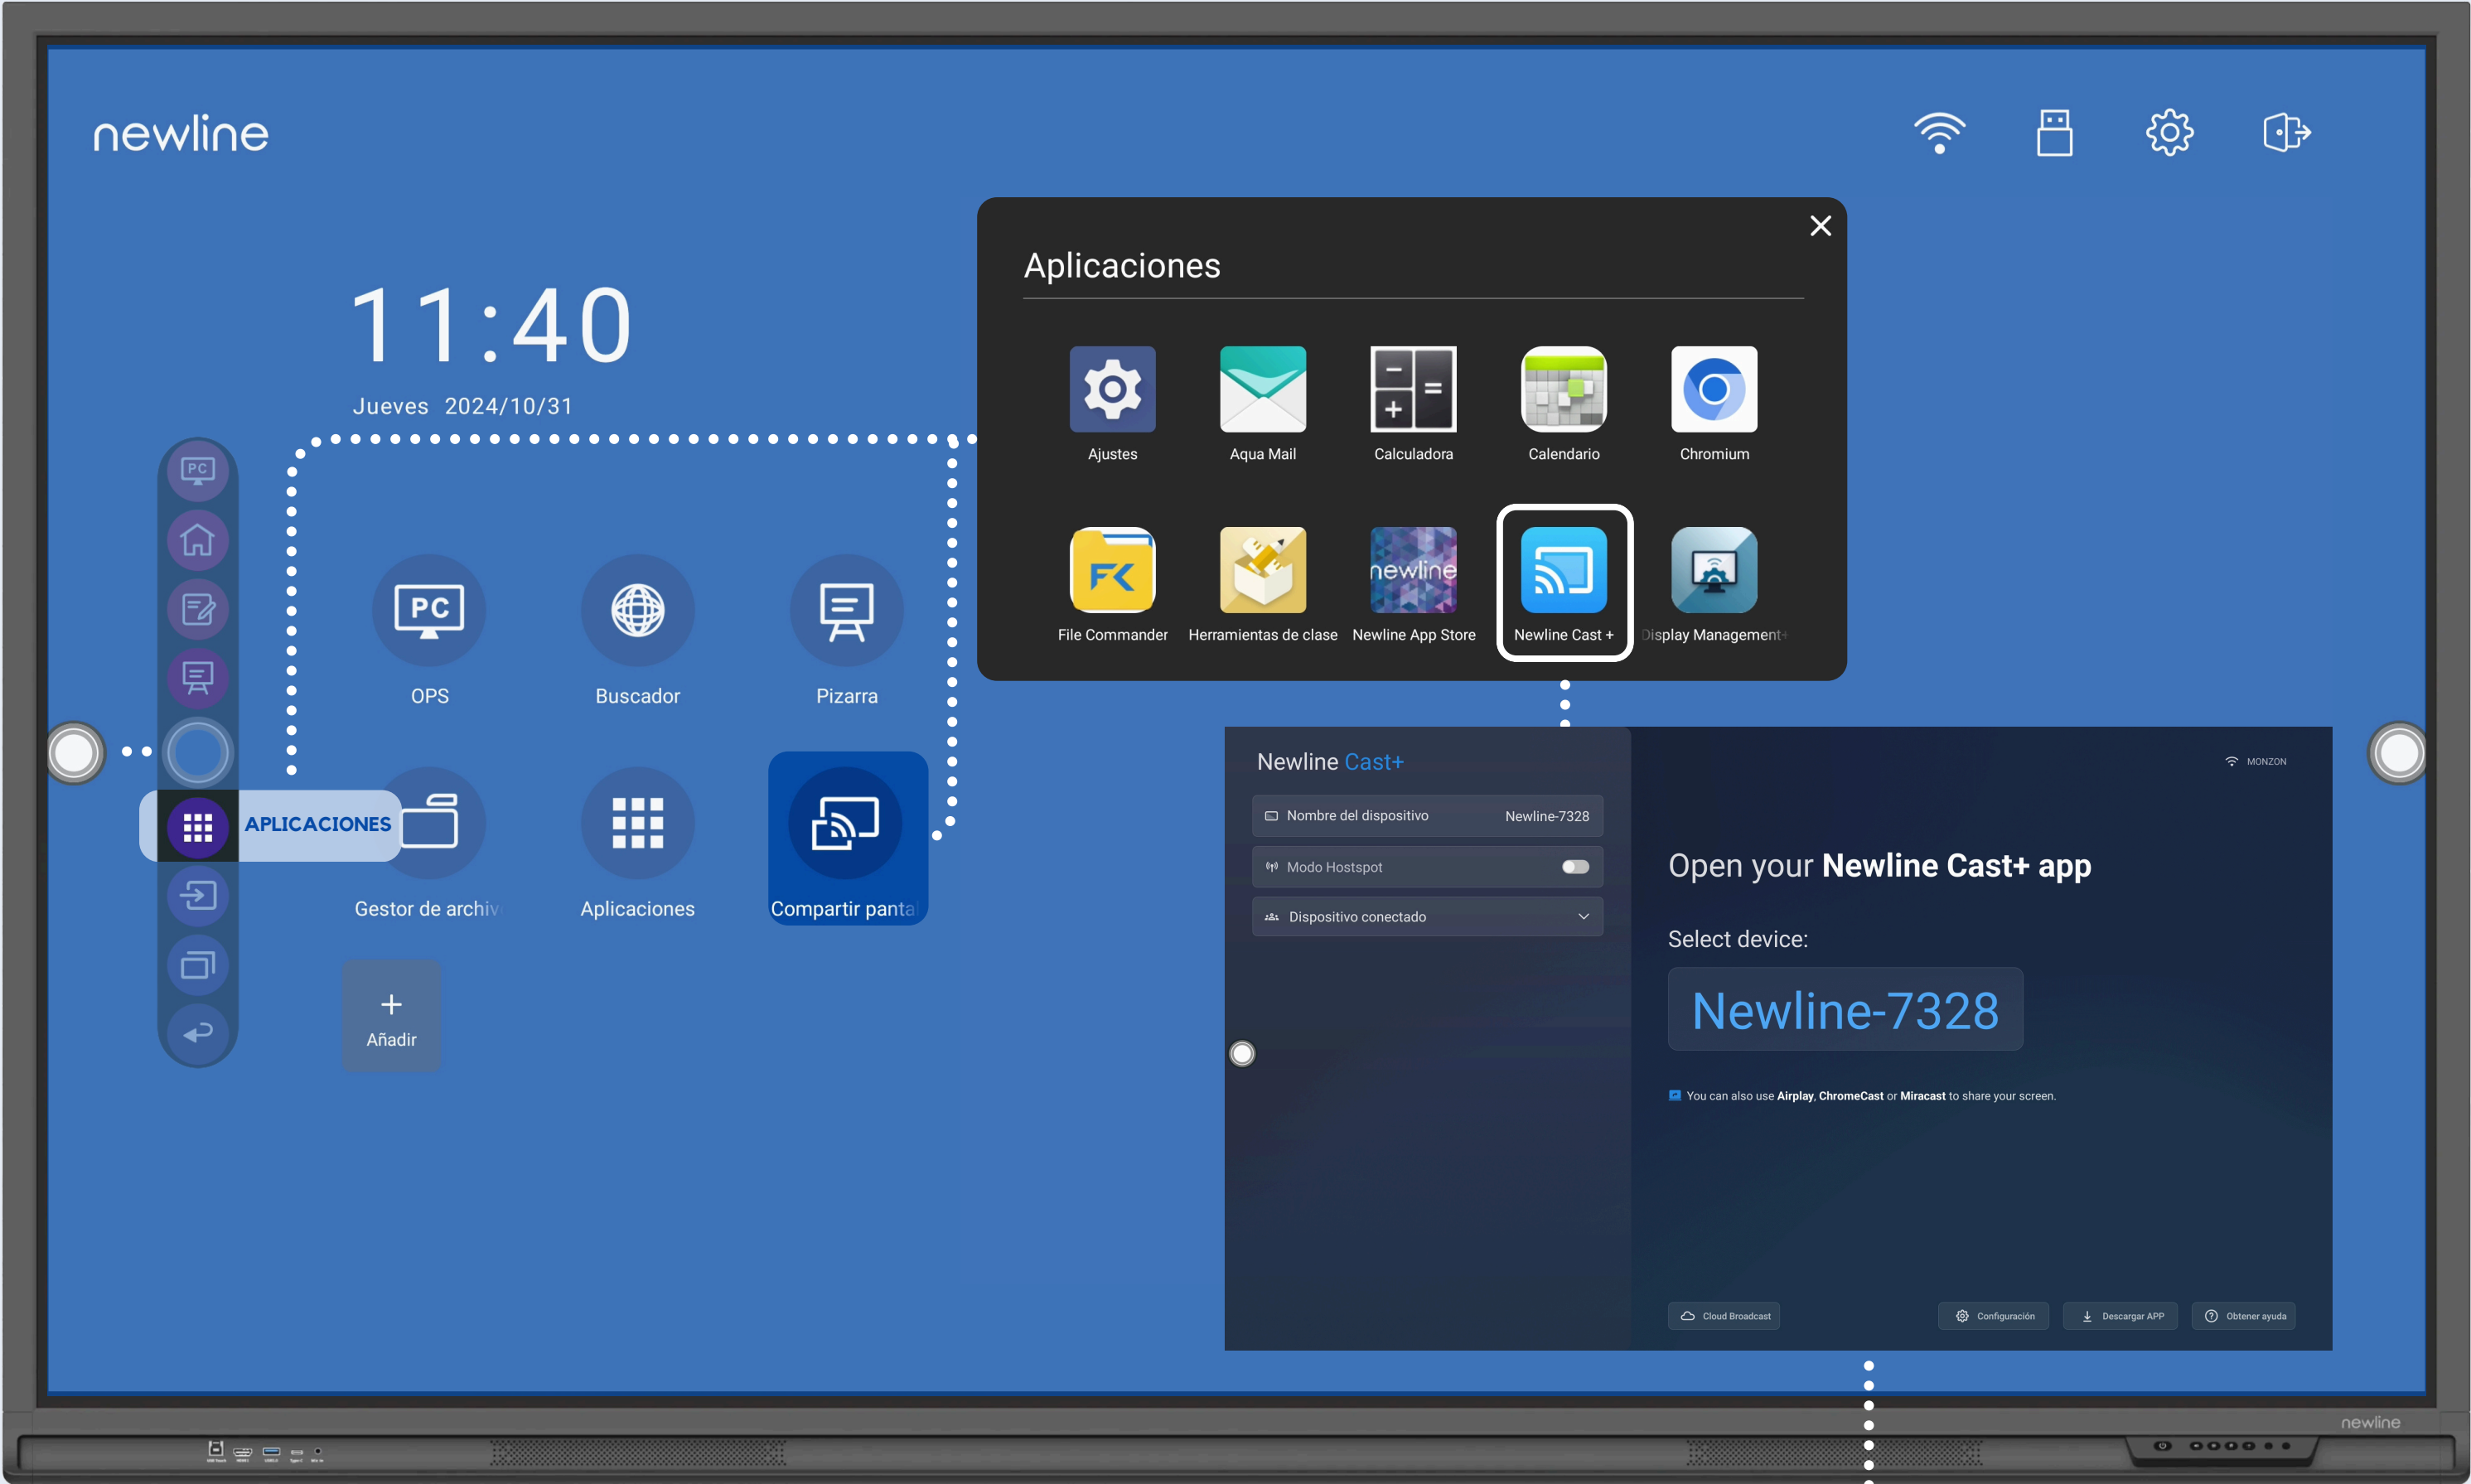 newline
11:40
Jueves 2024/10/31
PC
PC
OPS
Buscador
Pizarra
APLICACIONES
Gestor de archiv
Aplicaciones
Compartir panta
+
Añadir
Aplicaciones
Ajustes
Aqua Mail
Calculadora
Calendario
Chromium
newline
File Commander
Herramientas de clase
Newline App Store
Newline Cast +
Display Management+
Newline Cast+
MONZON
Nombre del dispositivo
Newline-7328
Modo Hostspot
Dispositivo conectado
Open your Newline Cast+ app
Select device:
Newline-7328
You can also use Airplay, ChromeCast or Miracast to share your screen.
Cloud Broadcast
Configuración
Descargar APP
Obtener ayuda
newline